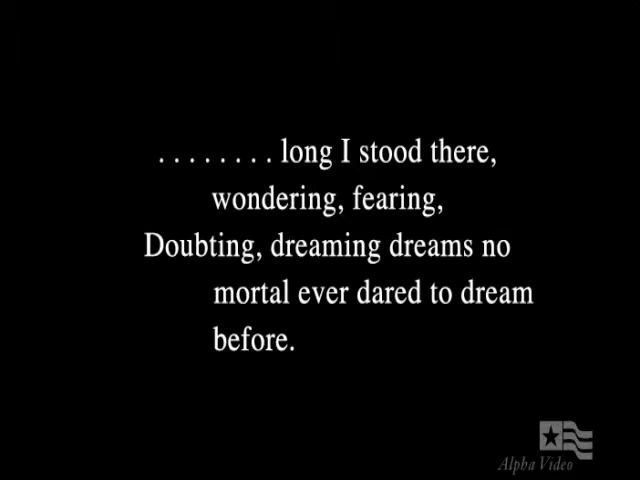 . . . . . . . . long I stood there,
wondering, fearing,
Doubting, dreaming dreams no
mortal ever dared to dream
before.
Alpha Video